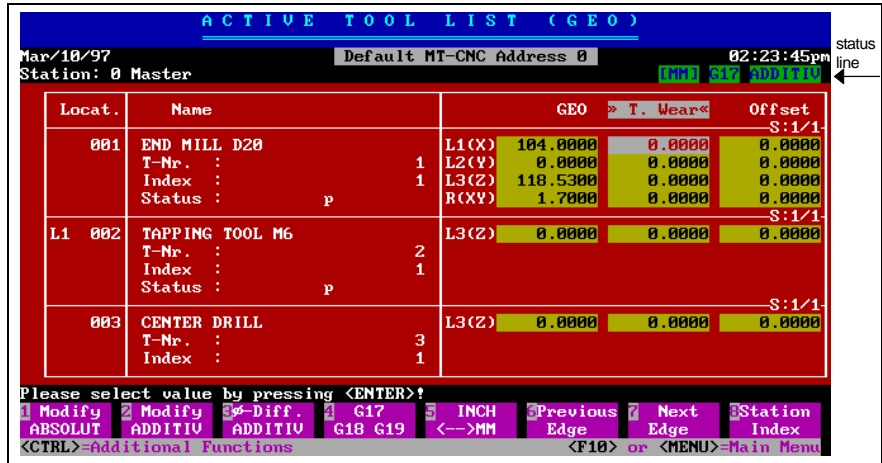 ACTIVE TOOL LIST (GEO)
status line
Mar/10/97 Default MT-CNC Address 0 02:23:45pm
Station: 0 Master [MM] G17 ADDITIV
Locat. Name GEO » T. Wear« Offset
S:1/1
001 END MILL D20 L1(X) 104.0000 0.0000 0.0000
T-Nr. : 1 L2(Y) 0.0000 0.0000 0.0000
Index : 1 L3(Z) 118.5300 0.0000 0.0000
Status : p R(XY) 1.7000 0.0000 0.0000
S:1/1
L1 002 TAPPING TOOL M6 L3(Z) 0.0000 0.0000 0.0000
T-Nr. : 2
Index : 1
Status : p
S:1/1
003 CENTER DRILL L3(Z) 0.0000 0.0000 0.0000
T-Nr. : 3
Index : 1
Please select value by pressing <ENTER>!
1 Modify 2 Modify 3ø-Diff. 4 G17 5 INCH 6Previous 7 Next 8Station
ABSOLUT ADDITIV ADDITIV G18 G19 <-->MM Edge Edge Index
<CTRL>=Additional Functions <F10> or <MENU>=Main Menu